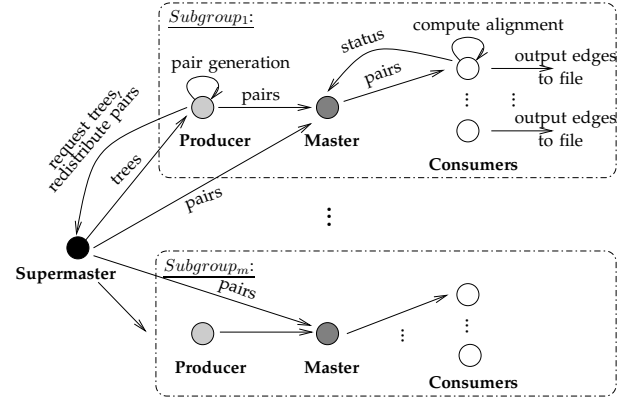 Subgroup₁:
compute alignment
status
output edges
to file
pair generation
pairs
pairs
request trees,
redistribute pairs
Producer
Master
output edges
to file
Consumers
trees
pairs
Supermaster
Subgroupₘ:
pairs
Producer
Master
Consumers